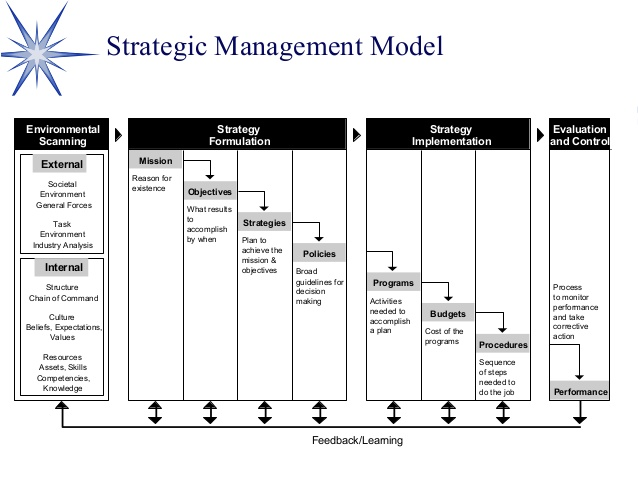 Strategic Management Model
Environmental
Scanning
External
Societal
Environment
General Forces
Task
Environment
Industry Analysis
Internal
Structure
Chain of Command
Culture
Beliefs, Expectations,
Values
Resources
Assets, Skills
Competencies,
Knowledge
Strategy
Formulation
Mission
Reason for
existence
Objectives
What results
to
accomplish
by when
Strategies
Plan to
achieve the
mission &
objectives
Policies
Broad
guidelines for
decision
making
Strategy
Implementation
Programs
Activities
needed to
accomplish
a plan
Budgets
Cost of the
programs
Procedures
Sequence
of steps
needed to
do the job
Evaluation
and Control
Process
to monitor
performance
and take
corrective
action
Performance
Feedback/Learning